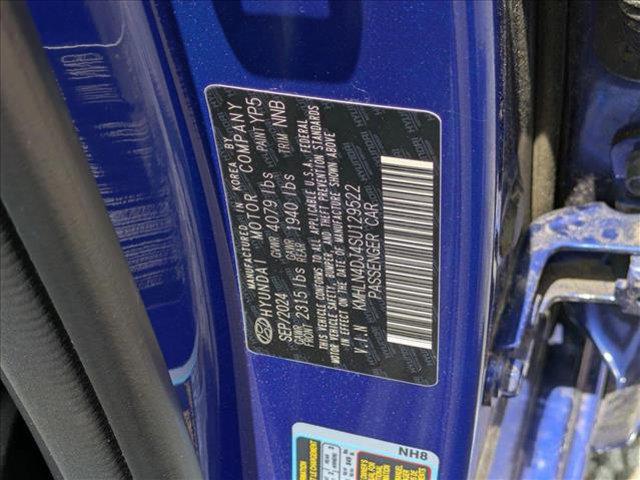 MANUFACTURED IN KOREA BY
HYUNDAI MOTOR COMPANY
SEP/2024 GVWR 4079 lbs PAINT YP5
GAWR FRONT 2315 lbs GAWR REAR 1940 lbs TRIM NNB
THIS VEHICLE CONFORMS TO ALL APPLICABLE U.S.A. FEDERAL
MOTOR VEHICLE SAFETY, BUMPER, AND THEFT PREVENTION STANDARDS
IN EFFECT ON THE DATE OF MANUFACTURE SHOWN ABOVE
V.I.N KMHLN4DJ4SU129522
PASSENGER CAR
NH8